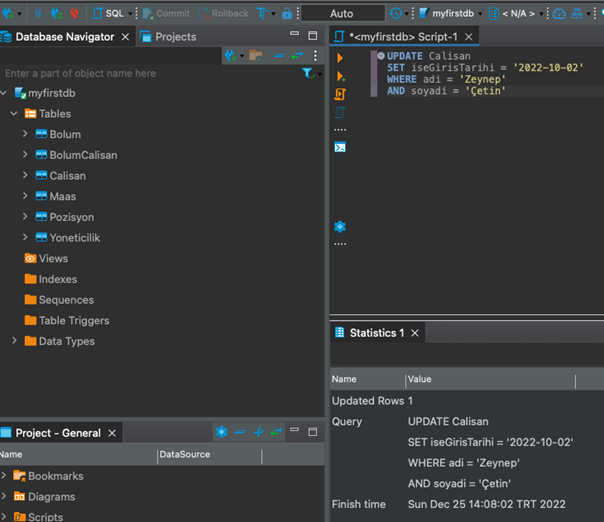 SQL
Commit
Rollback
T
Auto
myfirstdb
< N/A >
Database Navigator
Projects
*<myfirstdb> Script-1
Enter a part of object name here
myfirstdb
Tables
Bolum
BolumCalisan
Calisan
Maas
Pozisyon
Yoneticilik
Views
Indexes
Sequences
Table Triggers
Data Types
UPDATE Calisan
SET iseGirisTarihi = '2022-10-02'
WHERE adi = 'Zeynep'
AND soyadi = 'Çetin'
Statistics 1
Name Value
Updated Rows 1
Query UPDATE Calisan
SET iseGirisTarihi = '2022-10-02'
WHERE adi = 'Zeynep'
AND soyadi = 'Çetin'
Finish time Sun Dec 25 14:08:02 TRT 2022
Project - General
Name DataSource
Bookmarks
Diagrams
Scripts